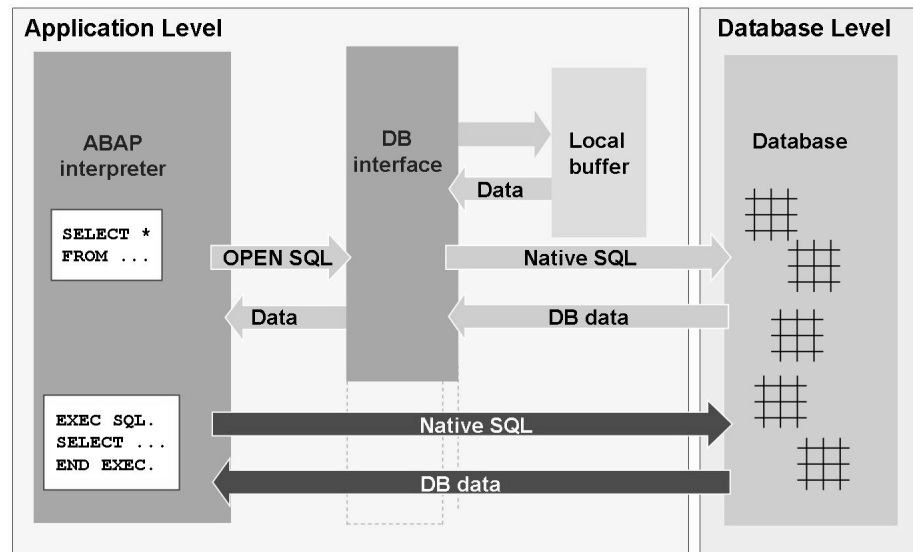 Application Level
Database Level
ABAP
interpreter
DB
interface
Local
buffer
Database
Data
SELECT *
FROM ...
OPEN SQL
Native SQL
Data
DB data
EXEC SQL.
SELECT ...
END EXEC.
Native SQL
DB data